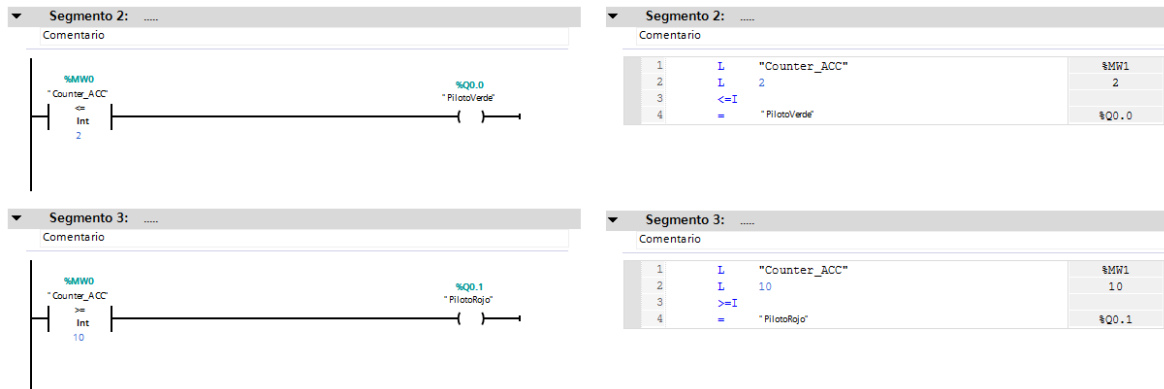 Segmento 2: .....
Comentario
%MW0
"Counter_ACC"
<=
Int
2
%Q0.0
"PilotoVerde"
Segmento 2: .....
Comentario
1 L "Counter_ACC" %MW1
2 L 2 2
3 <=I
4 = "PilotoVerde" %Q0.0
Segmento 3: .....
Comentario
%MW0
"Counter_ACC"
>=
Int
10
%Q0.1
"PilotoRojo"
Segmento 3: .....
Comentario
1 L "Counter_ACC" %MW1
2 L 10 10
3 >=I
4 = "PilotoRojo" %Q0.1